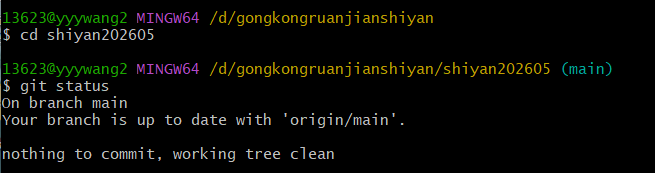 13623@yyywang2 MINGW64 /d/gongkongruanjianshiyan
$ cd shiyan202605
13623@yyywang2 MINGW64 /d/gongkongruanjianshiyan/shiyan202605 (main)
$ git status
On branch main
Your branch is up to date with 'origin/main'.
nothing to commit, working tree clean